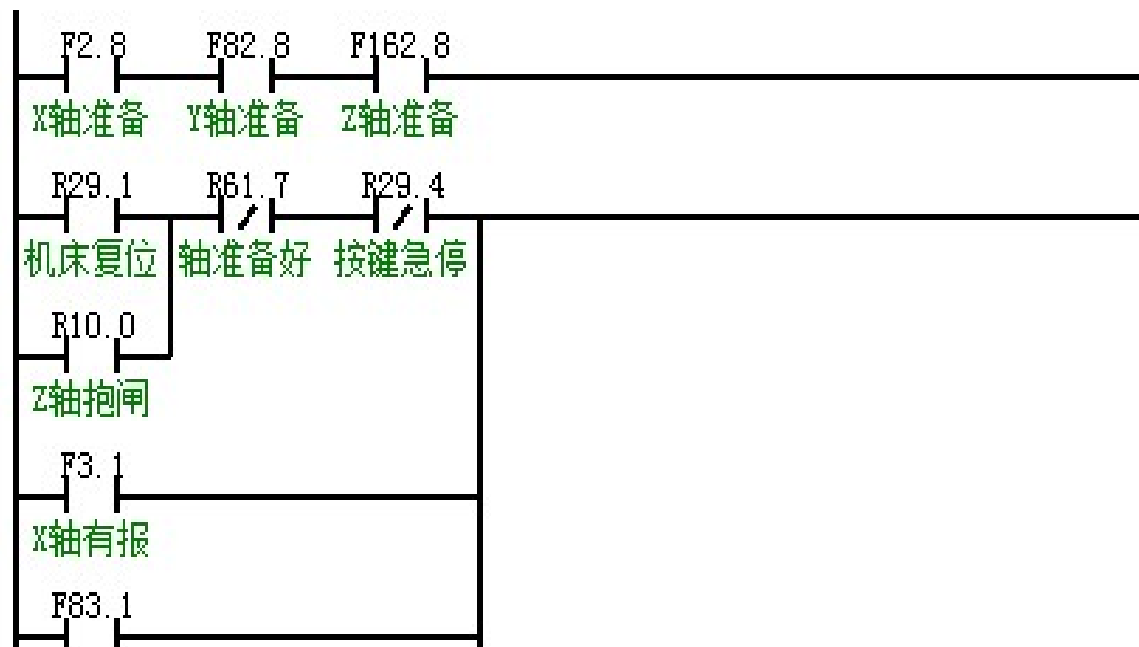 F2.8 F82.8 F162.8
X轴准备 Y轴准备 Z轴准备
R29.1 R61.7 R29.4
机床复位 轴准备好 按键急停
R10.0
Z轴抱闸
F3.1
X轴有报
F83.1